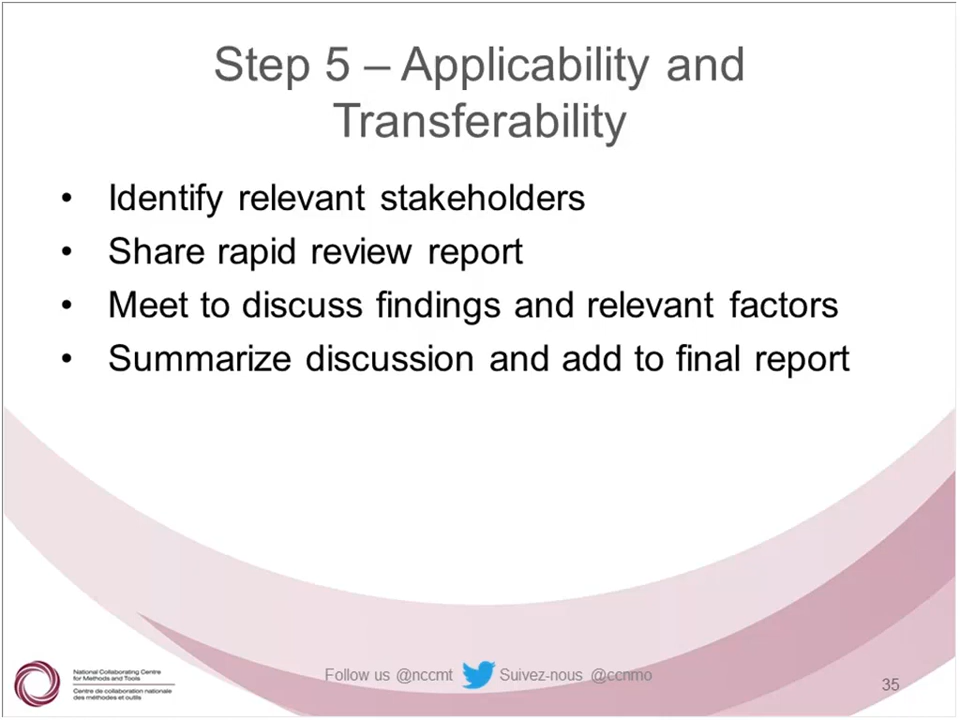 Step 5 – Applicability and
Transferability
• Identify relevant stakeholders
• Share rapid review report
• Meet to discuss findings and relevant factors
• Summarize discussion and add to final report
National Collaborating Centre
for Methods and Tools
Centre de collaboration nationale
des méthodes et outils
Follow us @nccmt Suivez-nous @ccnmo
35